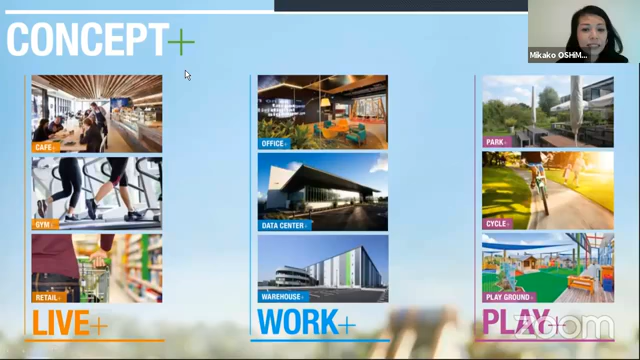 CONCEPT+
Mikako OSHIM...
CAFE+
GYM+
RETAIL+
LIVE+
OFFICE+
DATA CENTER+
WAREHOUSE+
WORK+
PARK+
CYCLE+
PLAY GROUND+
PLAY+
zoom